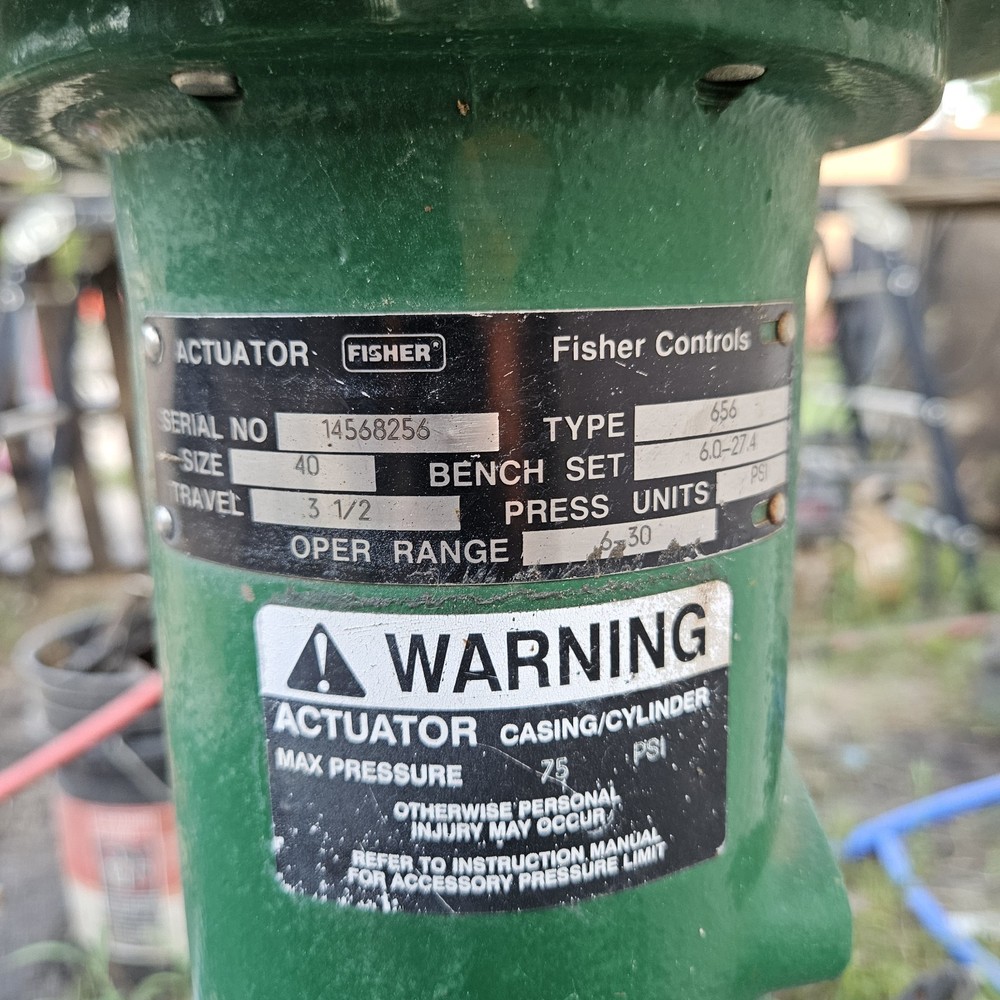 ACTUATOR FISHER® Fisher Controls
SERIAL NO 14568256 TYPE 656
SIZE 40 BENCH SET 6.0-27.4
TRAVEL 3 1/2 PRESS UNITS PSI
OPER RANGE 6-30
WARNING
ACTUATOR CASING/CYLINDER
MAX PRESSURE 75 PSI
OTHERWISE PERSONAL
INJURY MAY OCCUR
REFER TO INSTRUCTION MANUAL
FOR ACCESSORY PRESSURE LIMIT